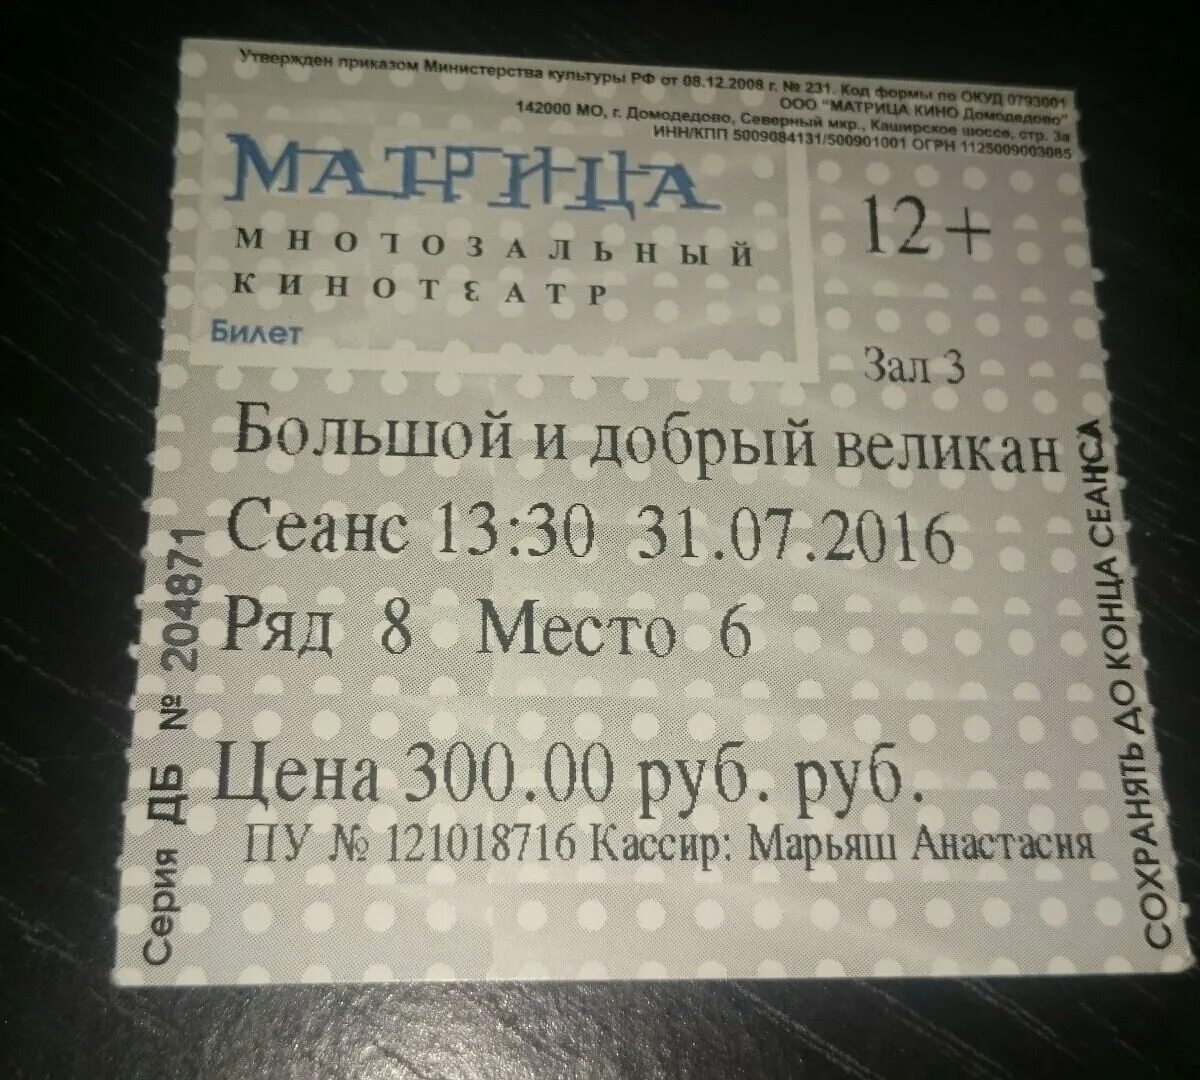 Утвержден приказом Министерства культуры РФ от 08.12.2008 г. № 231. Код формы по ОКУД 0793001
ООО "МАТРИЦА КИНО Домодедово"
142000 МО, г. Домодедово, Северный мкр., Каширское шоссе, стр. 3а
ИНН/КПП 5009084131/500901001 ОГРН 1125009003085
МАТРИЦА
МНОГОЗАЛЬНЫЙ
КИНОТЕАТР
Билет
12+
Зал 3
Большой и добрый великан
Сеанс 13:30 31.07.2016
Ряд 8 Место 6
Цена 300.00 руб. руб.
ПУ № 121018716 Кассир: Марьяш Анастасия
Серия ДБ № 204871
СОХРАНЯТЬ ДО КОНЦА СЕАНСА